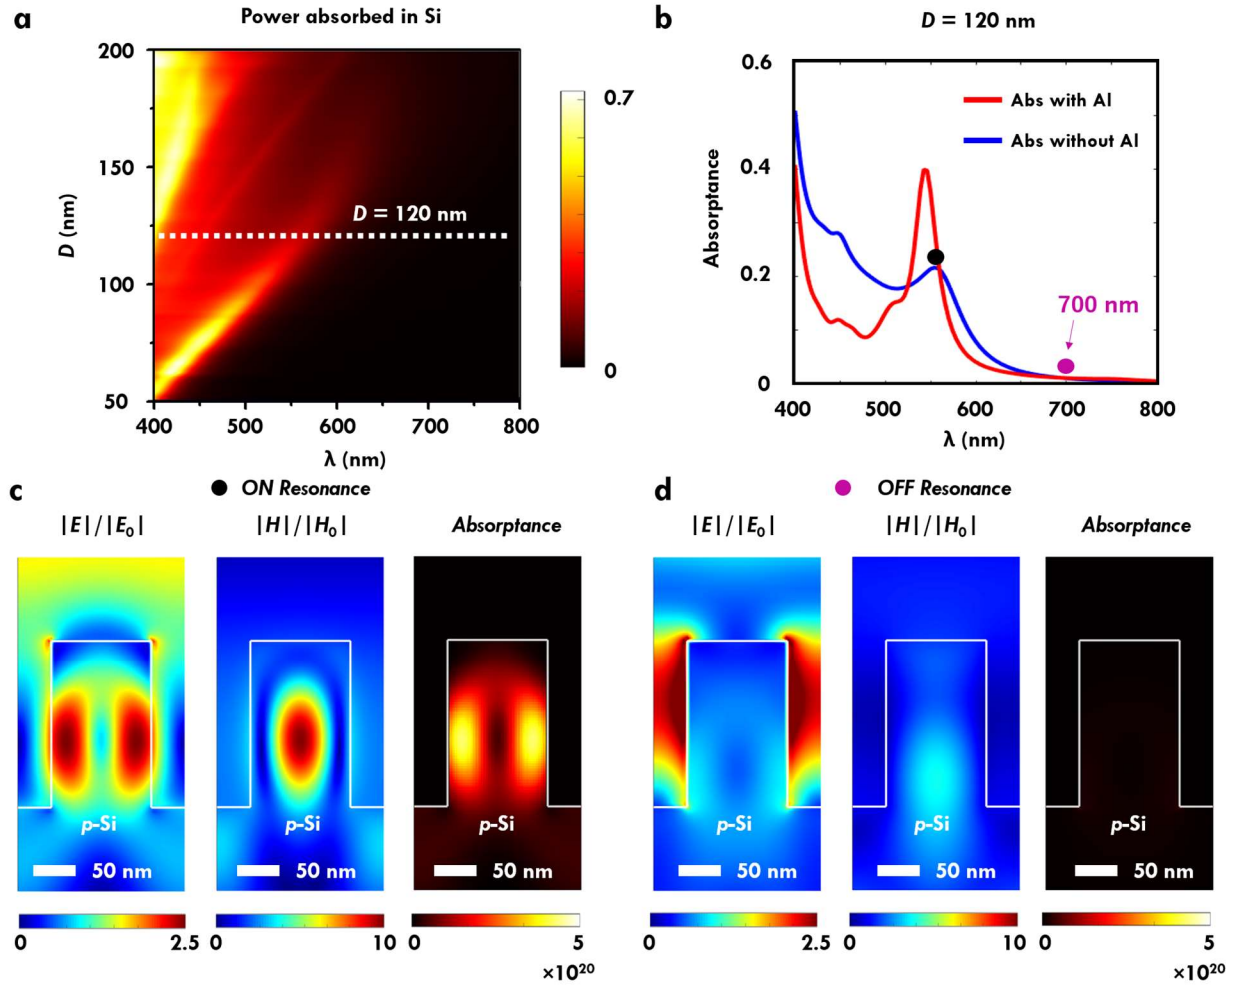 a
Power absorbed in Si
200
150
100
50
D (nm)
D = 120 nm
400 500 600 700 800
λ (nm)
0.7
0
b
D = 120 nm
0.6
0.4
0.2
0
Absorptance
Abs with Al
Abs without Al
700 nm
400 500 600 700 800
λ (nm)
c
ON Resonance
|E|/|E₀| |H|/|H₀| Absorptance
p-Si p-Si p-Si
50 nm 50 nm 50 nm
0 2.5 0 10 0 5
×10²⁰
d
OFF Resonance
|E|/|E₀| |H|/|H₀| Absorptance
p-Si p-Si p-Si
50 nm 50 nm 50 nm
0 2.5 0 10 0 5
×10²⁰